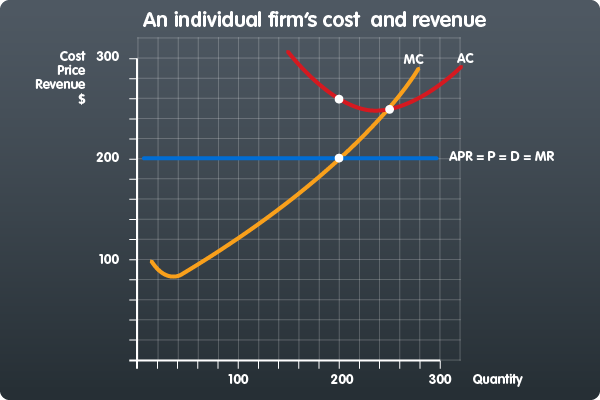 An individual firm's cost  and revenue
Cost
Price
Revenue
$
300
200
100
MC
AC
APR = P = D = MR
100
200
300
Quantity